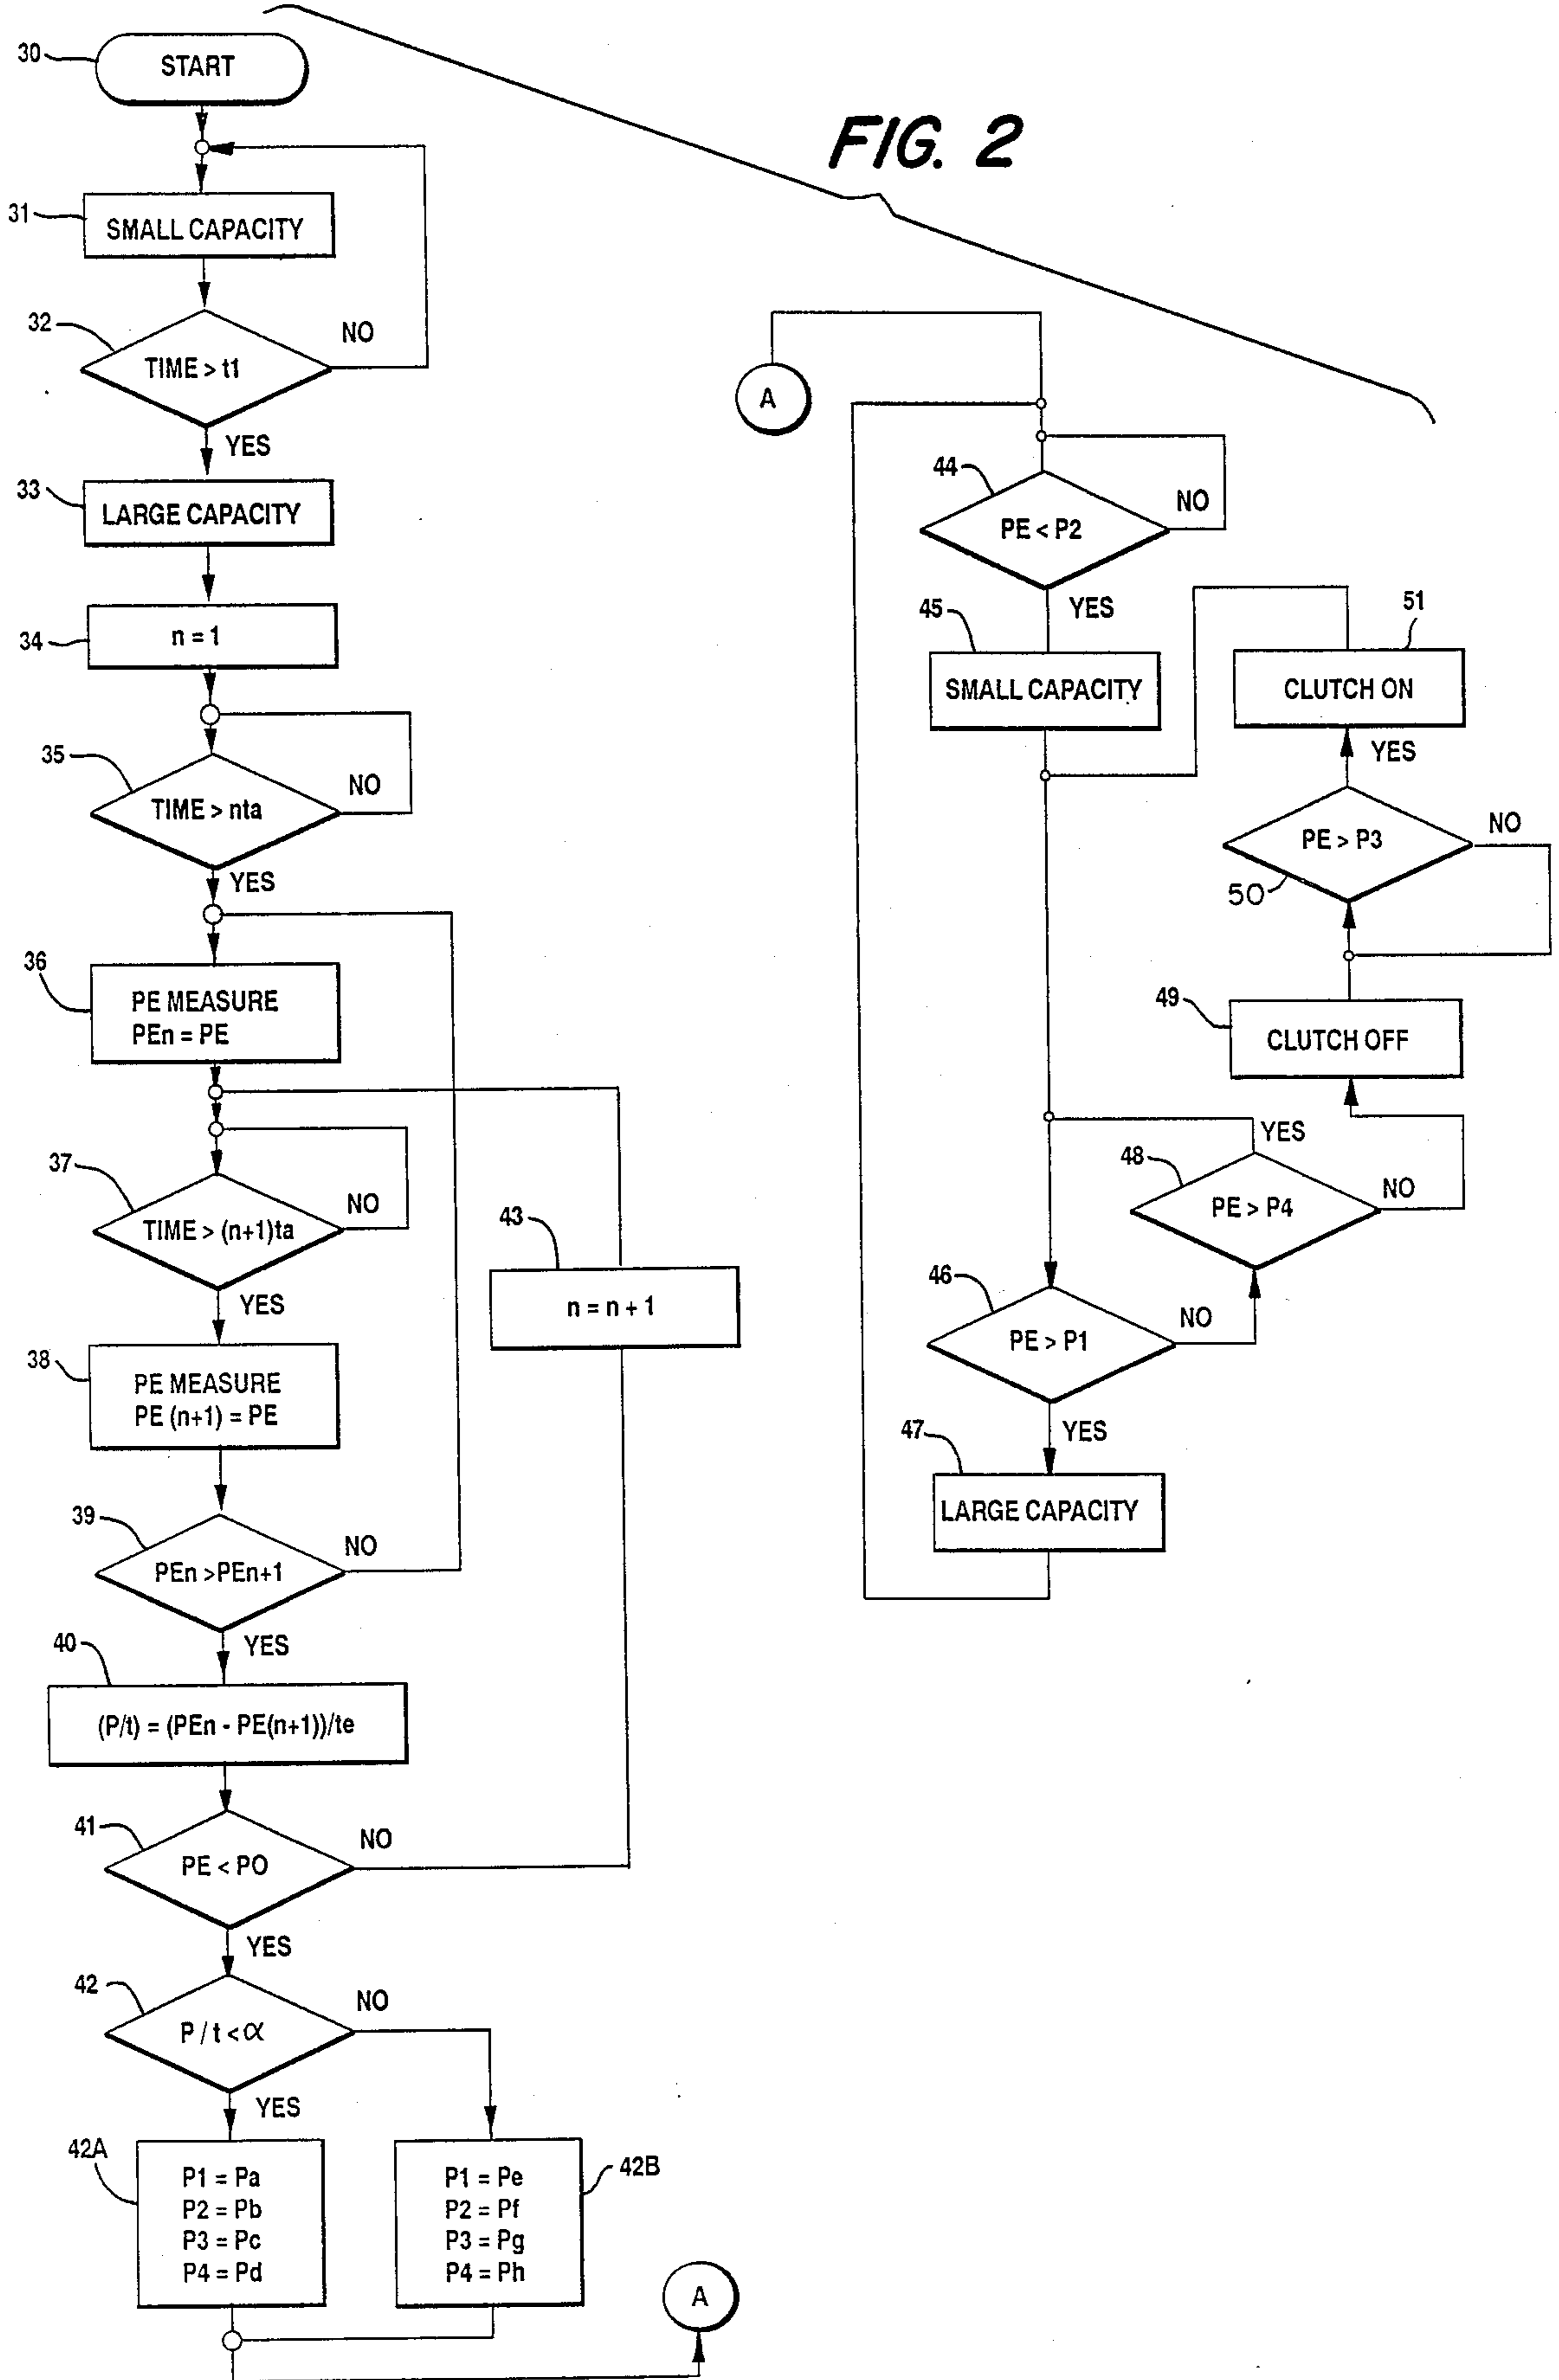 FIG. 2
30
START
31
SMALL CAPACITY
32
TIME > t1
NO
YES
33
LARGE CAPACITY
34
n = 1
35
TIME > nta
NO
YES
36
PE MEASURE
PEn = PE
37
TIME > (n+1)ta
NO
YES
38
PE MEASURE
PE (n+1) = PE
39
PEn >PEn+1
NO
YES
40
(P/t) = (PEn - PE(n+1))/te
41
PE < PO
NO
YES
43
n = n + 1
42
P / t < α
NO
YES
42A
P1 = Pa
P2 = Pb
P3 = Pc
P4 = Pd
42B
P1 = Pe
P2 = Pf
P3 = Pg
P4 = Ph
A
A
44
PE < P2
NO
YES
45
SMALL CAPACITY
46
PE > P1
NO
YES
47
LARGE CAPACITY
48
PE > P4
YES
NO
49
CLUTCH OFF
50
PE > P3
NO
YES
51
CLUTCH ON